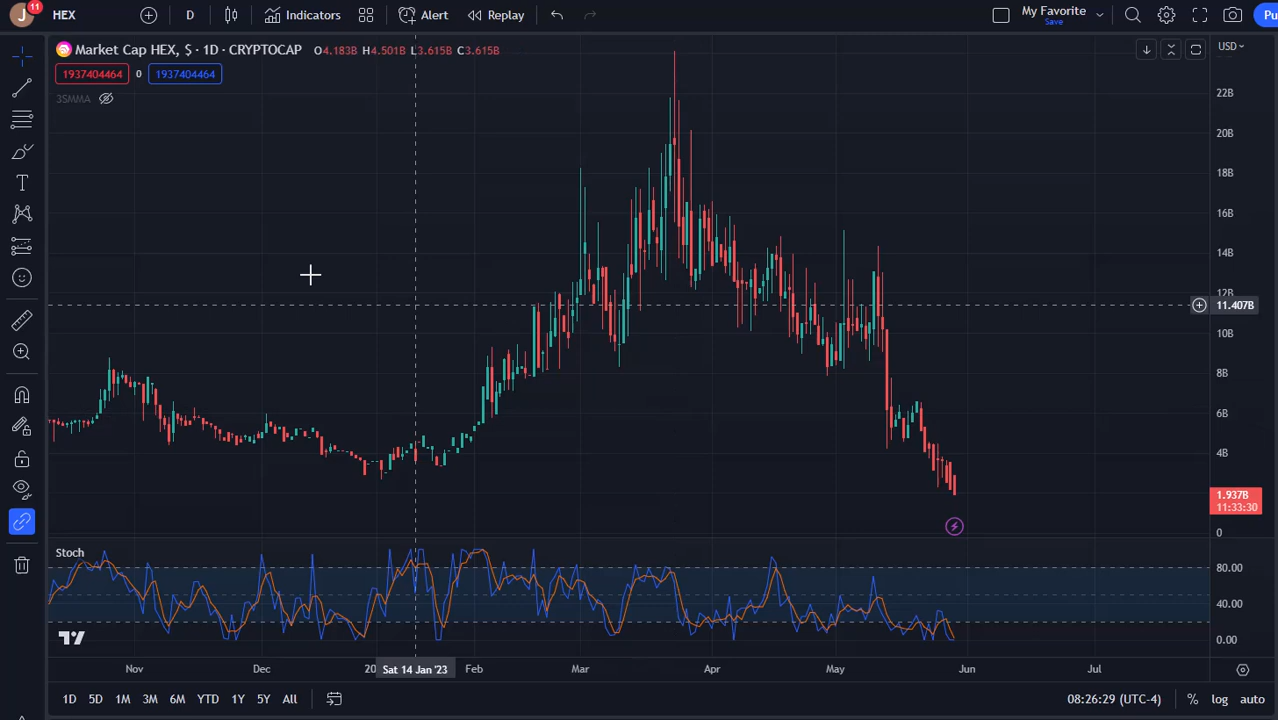 J 11 HEX D Indicators Alert Replay My Favorite Save Pu
Market Cap HEX, $ · 1D · CRYPTOCAP O4.183B H4.501B L3.615B C3.615B USD
1937404464 0 1937404464
3SMMA
22B
20B
18B
16B
14B
12B
11.407B
10B
8B
6B
4B
1.937B
11:33:30
0
Stoch
80.00
40.00
0.00
Nov Dec 20 Sat 14 Jan '23 Feb Mar Apr May Jun Jul
1D 5D 1M 3M 6M YTD 1Y 5Y All 08:26:29 (UTC-4) % log auto